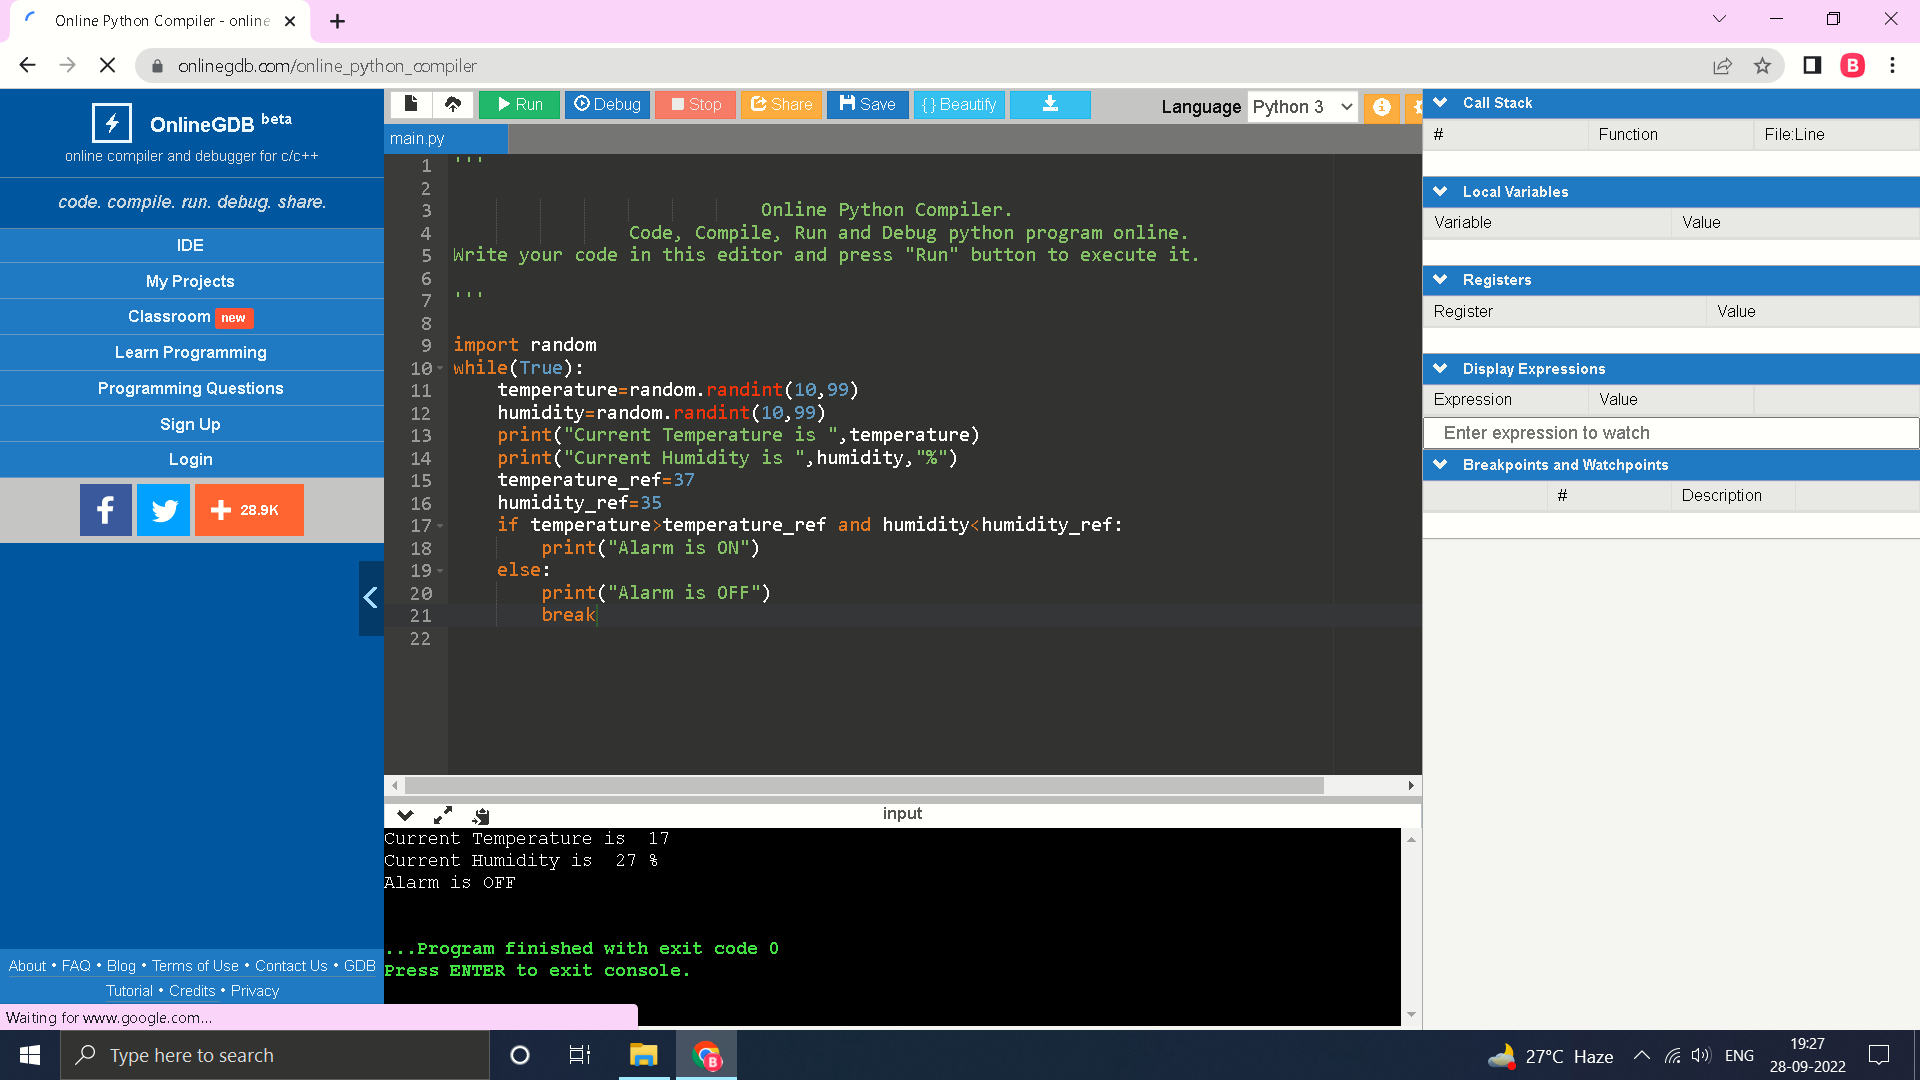 Online Python Compiler - online
onlinegdb.com/online_python_compiler
B
OnlineGDB beta
online compiler and debugger for c/c++
code. compile. run. debug. share.
IDE
My Projects
Classroom new
Learn Programming
Programming Questions
Sign Up
Login
28.9K
About • FAQ • Blog • Terms of Use • Contact Us • GDB
Tutorial • Credits • Privacy
Waiting for www.google.com...
Run Debug Stop Share Save {} Beautify
Language Python 3
main.py
1 '''
2
3 Online Python Compiler.
4 Code, Compile, Run and Debug python program online.
5 Write your code in this editor and press "Run" button to execute it.
6
7 '''
8
9 import random
10 while(True):
11 temperature=random.randint(10,99)
12 humidity=random.randint(10,99)
13 print("Current Temperature is ",temperature)
14 print("Current Humidity is ",humidity,"%")
15 temperature_ref=37
16 humidity_ref=35
17 if temperature>temperature_ref and humidity<humidity_ref:
18 print("Alarm is ON")
19 else:
20 print("Alarm is OFF")
21 break
22
input
Current Temperature is  17
Current Humidity is  27 %
Alarm is OFF
...Program finished with exit code 0
Press ENTER to exit console.
Call Stack
# Function File:Line
Local Variables
Variable Value
Registers
Register Value
Display Expressions
Expression Value
Enter expression to watch
Breakpoints and Watchpoints
# Description
Type here to search
B
27°C Haze
ENG
19:27
28-09-2022